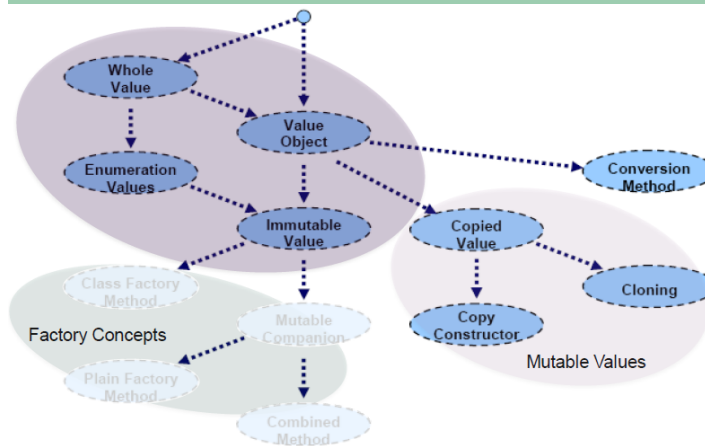 Whole
Value
Value
Object
Enumeration
Values
Conversion
Method
Immutable
Value
Copied
Value
Class Factory
Method
Cloning
Factory Concepts
Mutable
Companion
Copy
Constructor
Mutable Values
Plain Factory
Method
Combined
Method